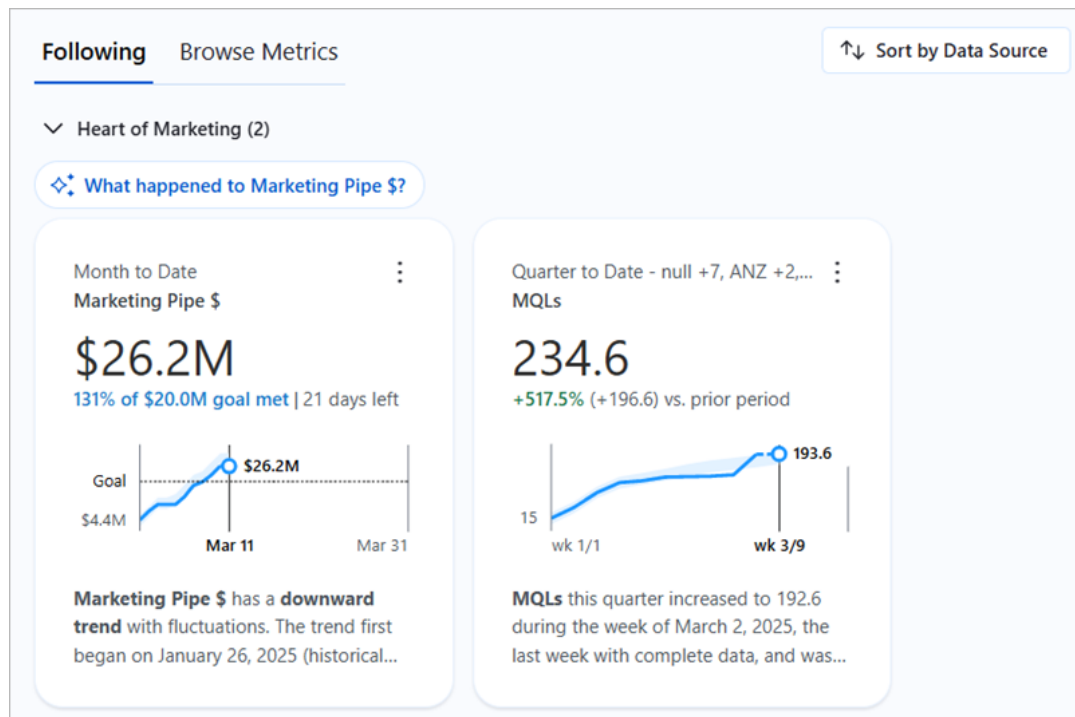 Following Browse Metrics
Sort by Data Source
Heart of Marketing (2)
What happened to Marketing Pipe $?
Month to Date
Marketing Pipe $
$26.2M
131% of $20.0M goal met | 21 days left
$26.2M
Goal
$4.4M
Mar 11 Mar 31
Marketing Pipe $ has a downward
trend with fluctuations. The trend first
began on January 26, 2025 (historical...
Quarter to Date - null +7, ANZ +2,...
MQLs
234.6
+517.5% (+196.6) vs. prior period
193.6
15
wk 1/1 wk 3/9
MQLs this quarter increased to 192.6
during the week of March 2, 2025, the
last week with complete data, and was...